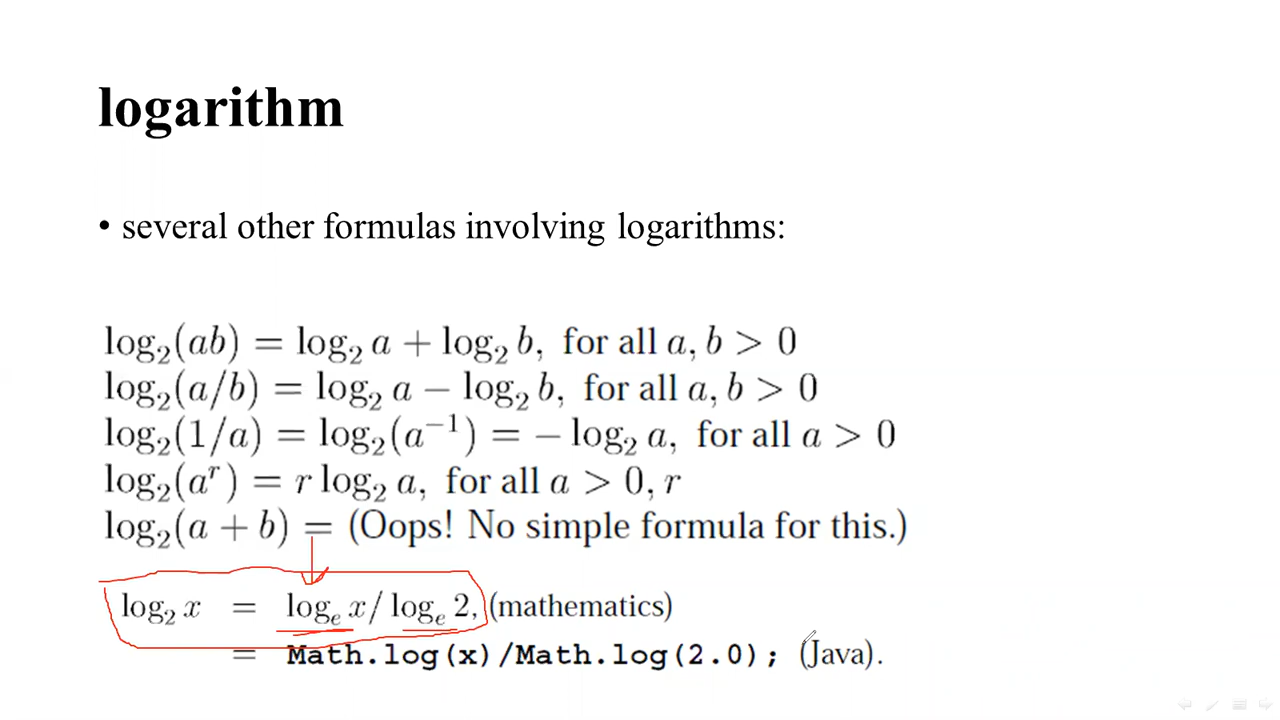 logarithm
• several other formulas involving logarithms:
log₂(ab) = log₂ a + log₂ b, for all a, b > 0
log₂(a/b) = log₂ a − log₂ b, for all a, b > 0
log₂(1/a) = log₂(a⁻¹) = − log₂ a, for all a > 0
log₂(aʳ) = r log₂ a, for all a > 0, r
log₂(a + b) = (Oops! No simple formula for this.)
log₂ x = logₑ x/ logₑ 2, (mathematics)
= Math.log(x)/Math.log(2.0); (Java).